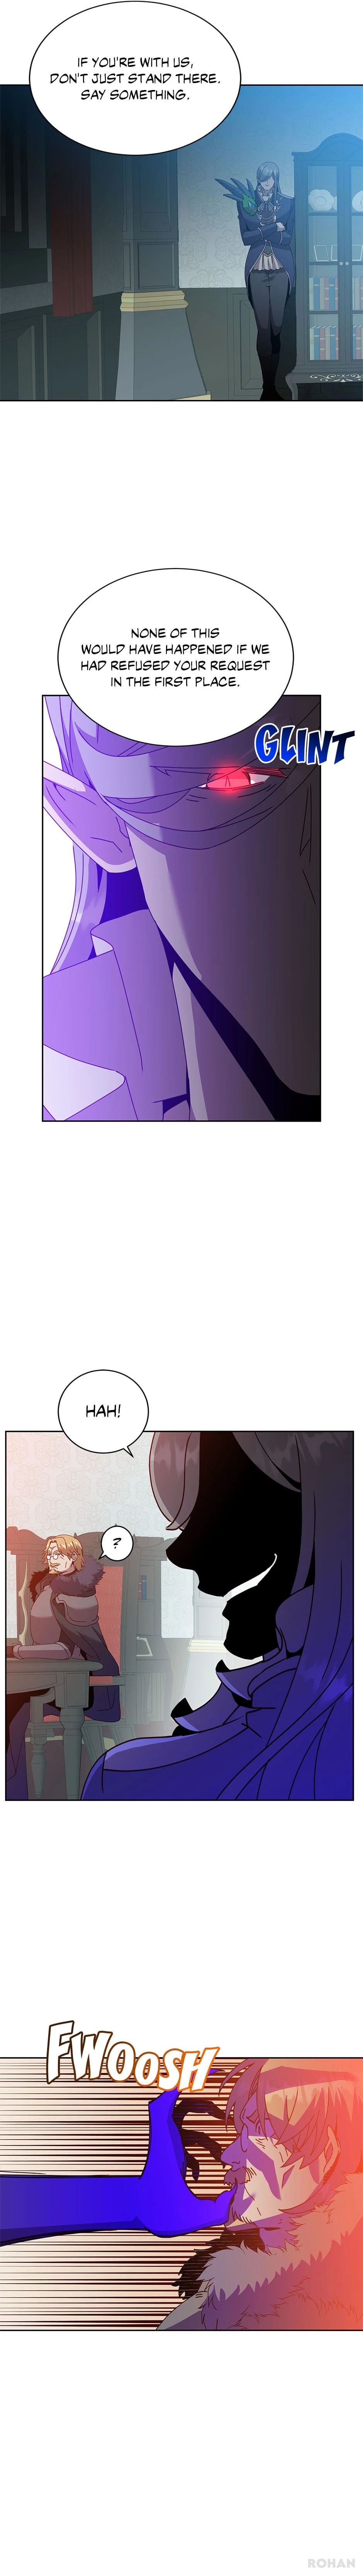 IF YOU'RE WITH US,
DON'T JUST STAND THERE.
SAY SOMETHING.
NONE OF THIS
WOULD HAVE HAPPENED IF WE
HAD REFUSED YOUR REQUEST
IN THE FIRST PLACE.
GLINT
HAH!
?
FWOOSH
ROHAN